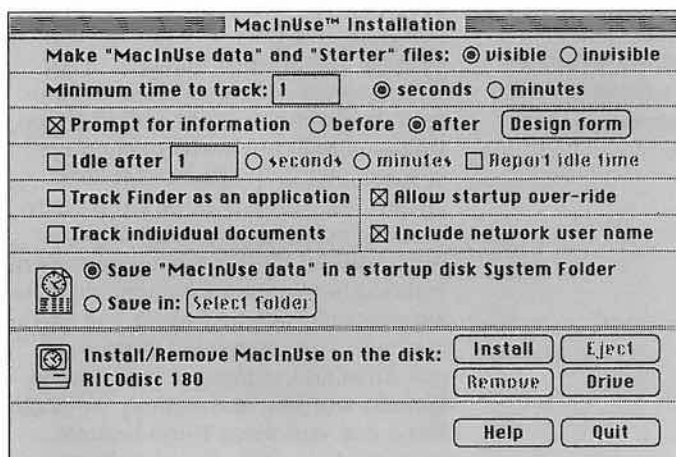 MacInUse™ Installation
Make "MacInUse data" and "Starter" files: visible invisible
Minimum time to track: 1 seconds minutes
Prompt for information before after Design form
Idle after 1 seconds minutes Report idle time
Track Finder as an application Allow startup over-ride
Track individual documents Include network user name
Save "MacInUse data" in a startup disk System Folder
Save in: Select folder
Install/Remove MacInUse on the disk: Install Eject
RICOdisc 180 Remove Drive
Help Quit